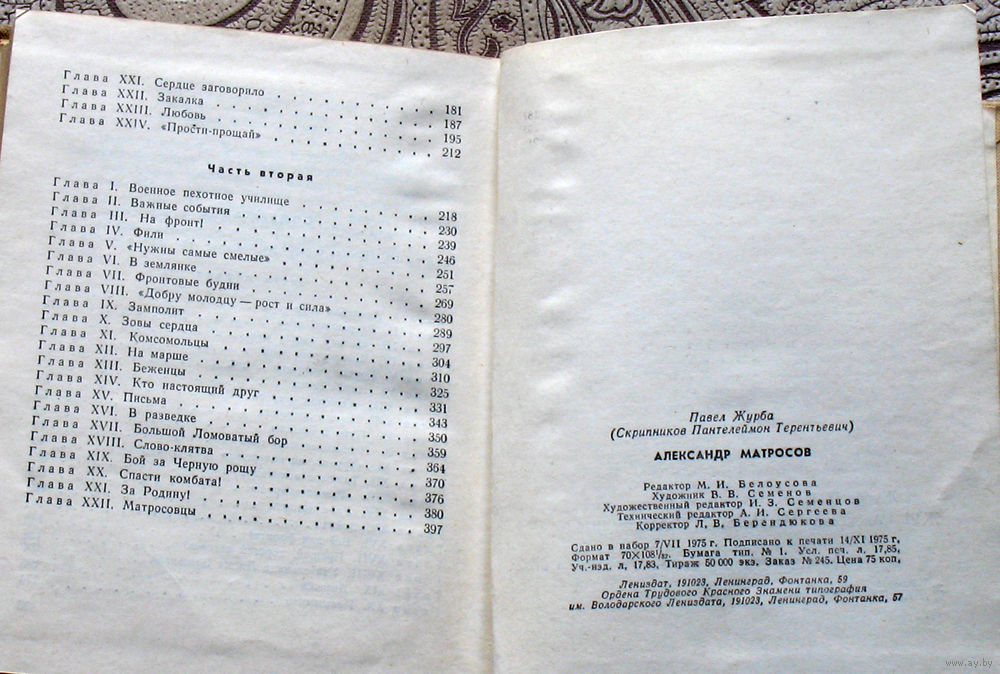 Глава XXI. Сердце заговорило . . . . . . . . . . 181
Глава XXII. Закалка . . . . . . . . . . 187
Глава XXIII. Любовь . . . . . . . . . . 195
Глава XXIV. «Прости-прощай» . . . . . . . . . . 212
Часть вторая
Глава I. Военное пехотное училище . . . . . . . . 218
Глава II. Важные события . . . . . . . . 230
Глава III. На фронт! . . . . . . . . 239
Глава IV. Фили . . . . . . . . 246
Глава V. «Нужны самые смелые» . . . . . . . . 251
Глава VI. В землянке . . . . . . . . 257
Глава VII. Фронтовые будни . . . . . . . . 269
Глава VIII. «Добру молодцу — рост и сила» . . . . . . . . 280
Глава IX. Замполит . . . . . . . . 289
Глава X. Зовы сердца . . . . . . . . 297
Глава XI. Комсомольцы . . . . . . . . 304
Глава XII. На марше . . . . . . . . 310
Глава XIII. Беженцы . . . . . . . . 325
Глава XIV. Кто настоящий друг . . . . . . . . 331
Глава XV. Письма . . . . . . . . 343
Глава XVI. В разведке . . . . . . . . 350
Глава XVII. Большой Ломоватый бор . . . . . . . . 359
Глава XVIII. Слово-клятва . . . . . . . . 364
Глава XIX. Бой за Черную рощу . . . . . . . . 370
Глава XX. Спасти комбата! . . . . . . . . 376
Глава XXI. За Родину! . . . . . . . . 380
Глава XXII. Матросовцы . . . . . . . . 397
Павел Журба
(Скрипников Пантелеймон Терентьевич)
АЛЕКСАНДР МАТРОСОВ
Редактор М. И. Белоусова
Художник В. В. Семенов
Художественный редактор И. З. Семенцов
Технический редактор А. И. Сергеева
Корректор Л. В. Берендюкова
Сдано в набор 7/VII 1975 г. Подписано к печати 14/XI 1975 г.
Формат 70×108¹/₃₂. Бумага тип. № 1. Усл. печ. л. 17,85,
Уч.-изд. л. 17,83. Тираж 50 000 экз. Заказ № 245. Цена 75 коп.
Лениздат, 191023, Ленинград, Фонтанка, 59
Ордена Трудового Красного Знамени типография
им. Володарского Лениздата, 191023, Ленинград, Фонтанка, 57
www.ay.by